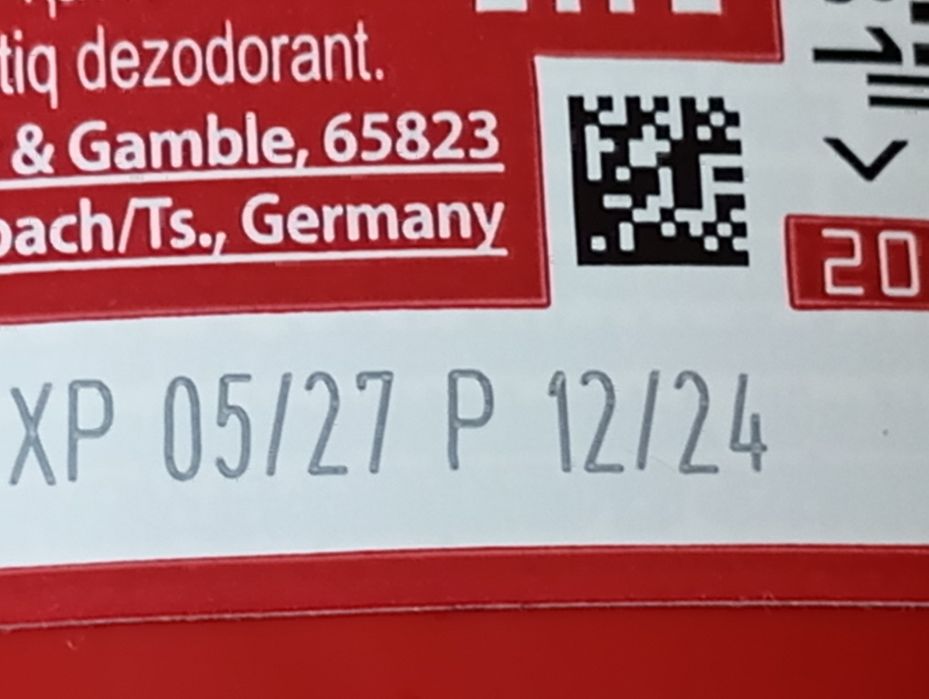 tiq dezodorant.
& Gamble, 65823
bach/Ts., Germany
20
XP 05/27 P 12/24